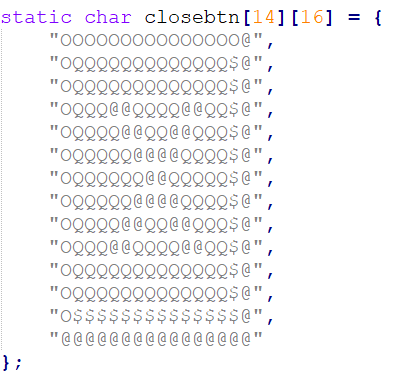 static char closebtn[14][16] = {
"OOOOOOOOOOOOOOO@",
"OQQQQQQQQQQQQQ$@",
"OQQQQQQQQQQQQQ$@",
"OQQQ@@QQQQ@@QQ$@",
"OQQQQ@@QQ@@QQQ$@",
"OQQQQQ@@@@QQQQ$@",
"OQQQQQQ@@QQQQQ$@",
"OQQQQQ@@@@QQQQ$@",
"OQQQQ@@QQ@@QQQ$@",
"OQQQ@@QQQQ@@QQ$@",
"OQQQQQQQQQQQQQ$@",
"OQQQQQQQQQQQQQ$@",
"O$$$$$$$$$$$$$$@",
"@@@@@@@@@@@@@@@@"
};